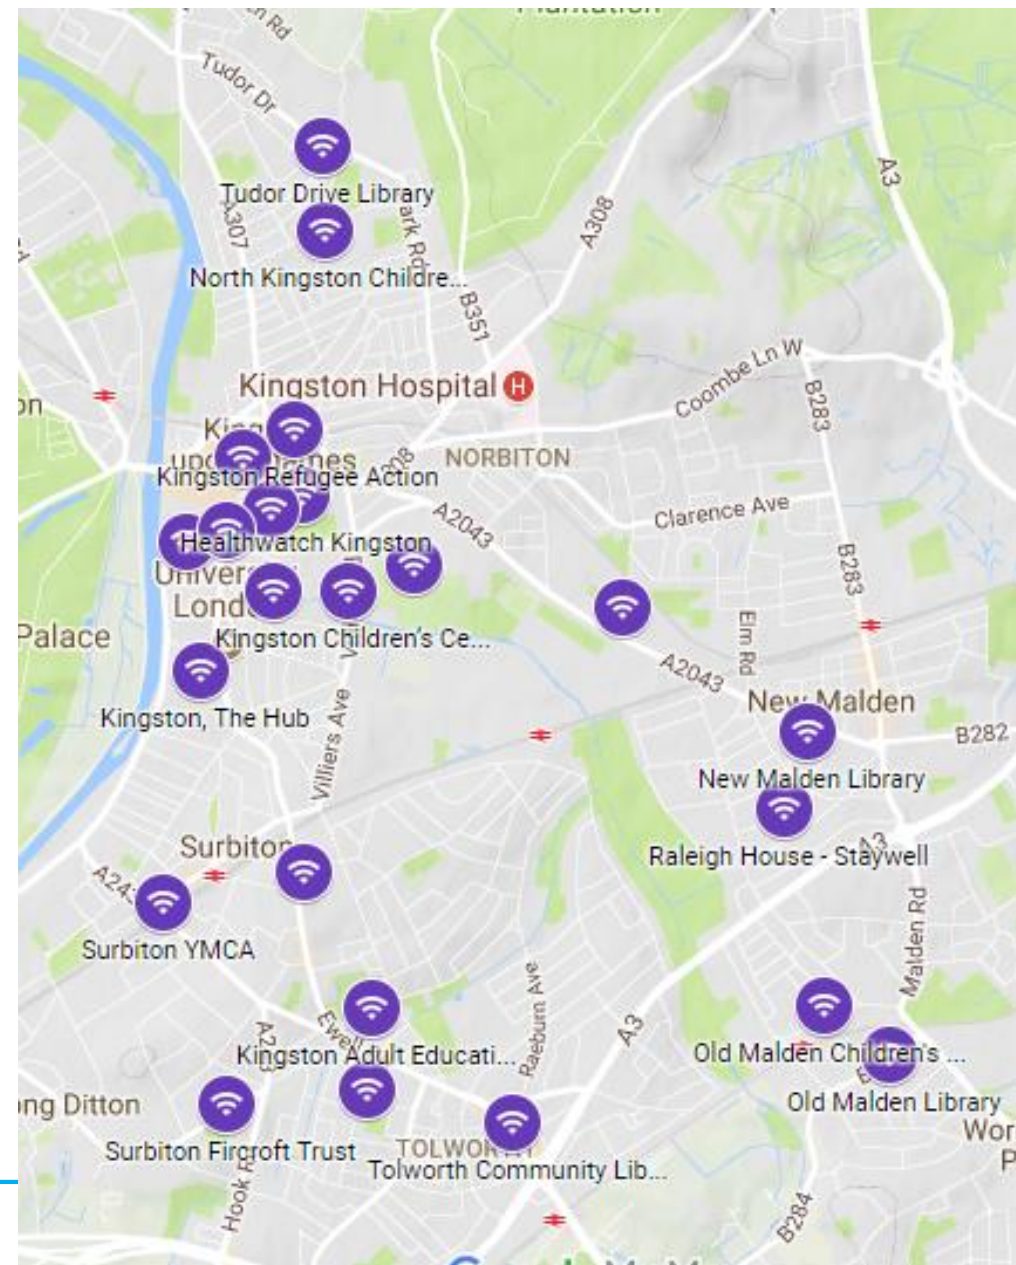 Tudor Dr
Tudor Drive Library
A307
A308
A3
North Kingston Childre...
B351
Kingston Hospital H
Coombe Ln W
B283
NORBITON
Kingston Refugee Action
Clarence Ave
A2043
Healthwatch Kingston
B283
Palace
Kingston Children's Ce...
Elm Rd
A2043
Kingston, The Hub
New Malden
B282
Villiers Ave
New Malden Library
Surbiton
A3
Raleigh House - Staywell
Surbiton YMCA
Malden Rd
Raeburn Ave
A3
Kingston Adult Educati...
Old Malden Children's ...
ong Ditton
Old Malden Library
Surbiton Fircroft Trust
Tolworth Community Lib...
B284